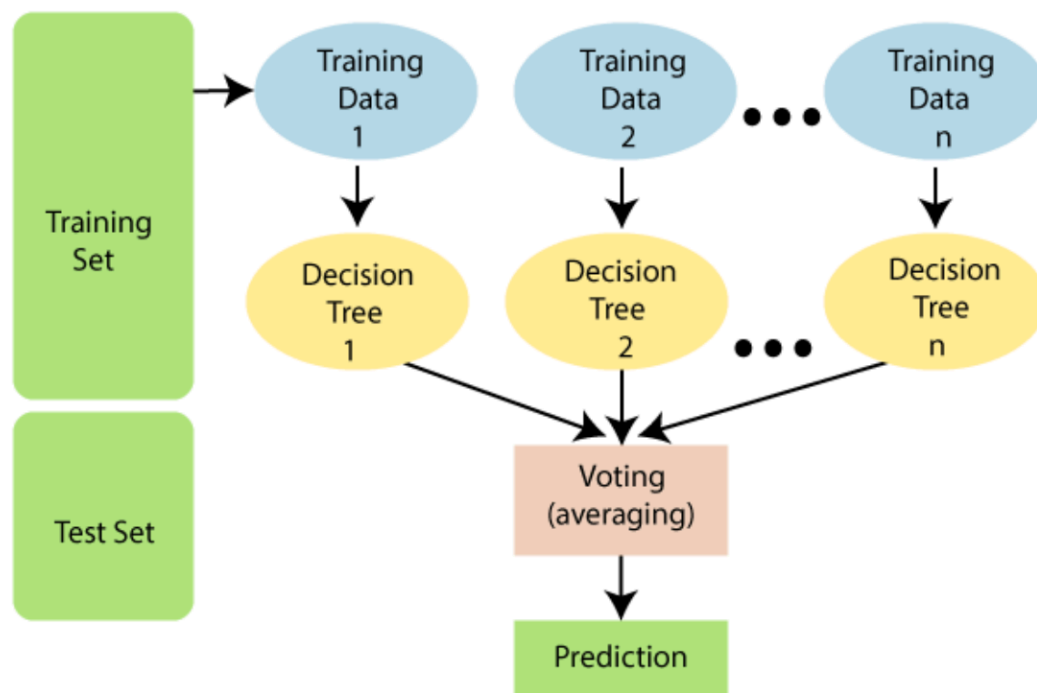 Training
Set
Test Set
Training
Data
1
Training
Data
2
Training
Data
n
Decision
Tree
1
Decision
Tree
2
Decision
Tree
n
Voting
(averaging)
Prediction